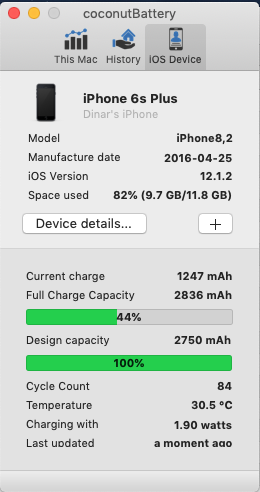 coconutBattery
This Mac History iOS Device
iPhone 6s Plus
Dinar's iPhone
Model iPhone8,2
Manufacture date 2016-04-25
iOS Version 12.1.2
Space used 82% (9.7 GB/11.8 GB)
Device details... +
Current charge 1247 mAh
Full Charge Capacity 2836 mAh
44%
Design capacity 2750 mAh
100%
Cycle Count 84
Temperature 30.5 °C
Charging with 1.90 watts
Last updated a moment ago